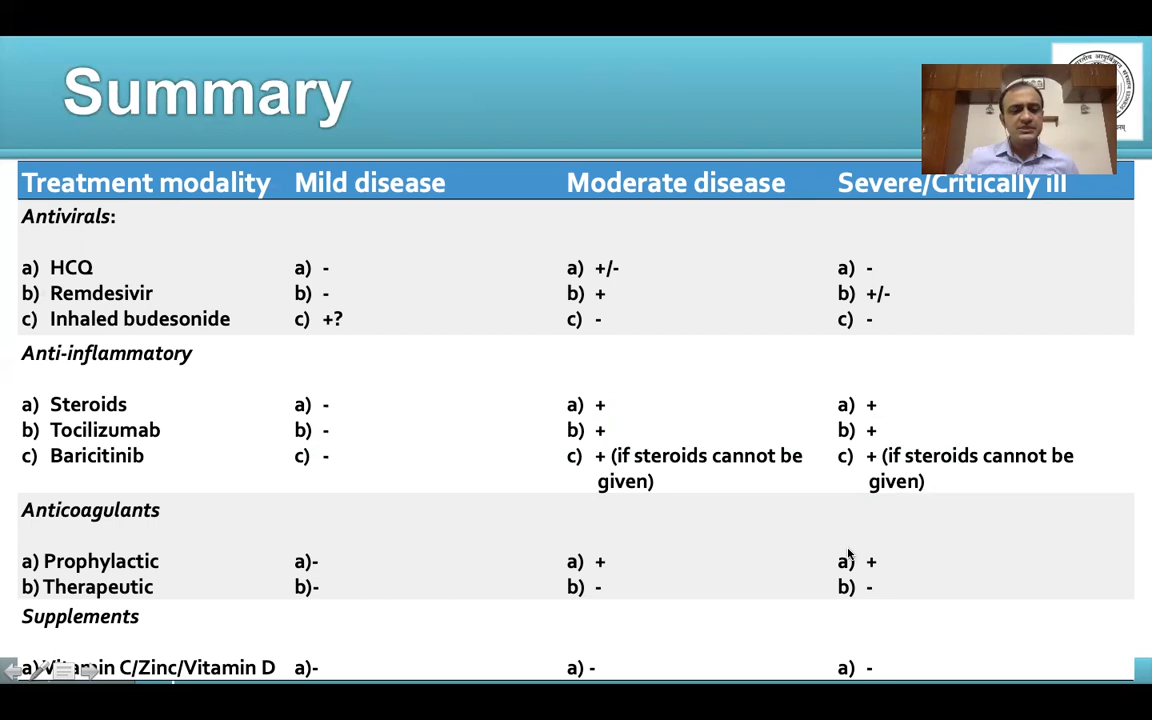 Summary
Treatment modality Mild disease Moderate disease Severe/Critically ill
Antivirals:
a) HCQ a) - a) +/- a) -
b) Remdesivir b) - b) + b) +/-
c) Inhaled budesonide c) +? c) - c) -
Anti-inflammatory
a) Steroids a) - a) + a) +
b) Tocilizumab b) - b) + b) +
c) Baricitinib c) - c) + (if steroids cannot be c) + (if steroids cannot be
given) given)
Anticoagulants
a) Prophylactic a)- a) + a) +
b) Therapeutic b)- b) - b) -
Supplements
a) Vitamin C/Zinc/Vitamin D a)- a) - a) -